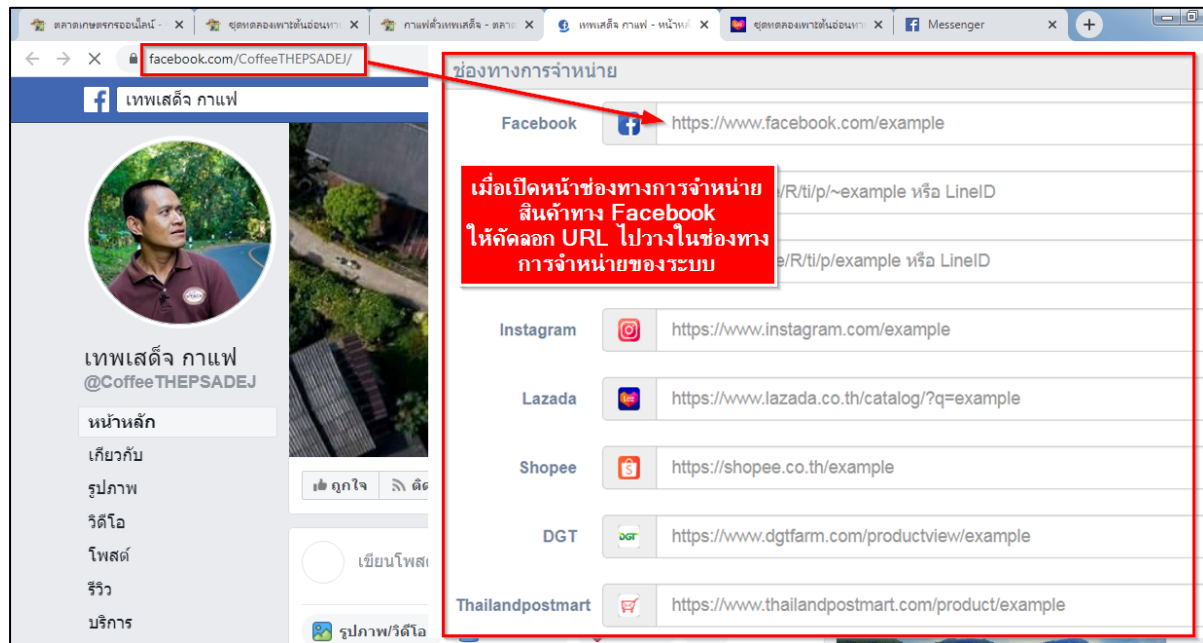 ตลาดเกษตรกรออนไลน์ -
ชุดทดลองเพาะต้นอ่อนทา
กาแฟคั่วเทพเสด็จ - ตลา
เทพเสด็จ กาแฟ - หน้าหลั
ชุดทดลองเพาะต้นอ่อนทา
Messenger
facebook.com/CoffeeTHEPSADEJ/
เทพเสด็จ กาแฟ
เทพเสด็จ กาแฟ
@CoffeeTHEPSADEJ
หน้าหลัก
เกี่ยวกับ
รูปภาพ
วิดีโอ
โพสต์
รีวิว
บริการ
ถูกใจ
เขียนโพสต
รูปภาพ/วิดีโอ
ช่องทางการจำหน่าย
Facebook https://www.facebook.com/example
เมื่อเปิดหน้าช่องทางการจำหน่าย
สินค้าทาง Facebook
ให้คัดลอก URL ไปวางในช่องทาง
การจำหน่ายของระบบ
/R/ti/p/~example หรือ LineID
e/R/ti/p/example หรือ LineID
Instagram https://www.instagram.com/example
Lazada https://www.lazada.co.th/catalog/?q=example
Shopee https://shopee.co.th/example
DGT DGT https://www.dgtfarm.com/productview/example
Thailandpostmart https://www.thailandpostmart.com/product/example